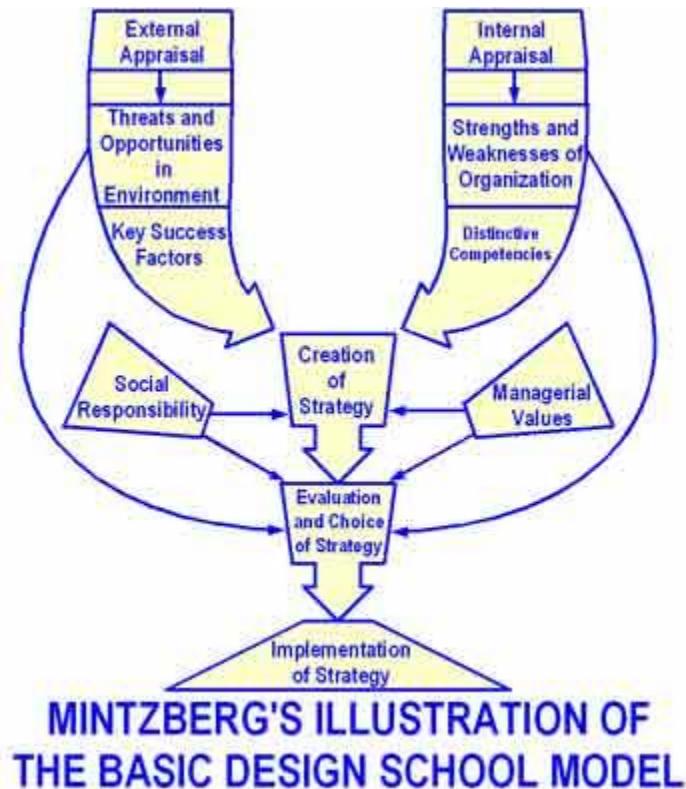 External
Appraisal
Internal
Appraisal
Threats and
Opportunities
in
Environment
Strengths and
Weaknesses of
Organization
Key Success
Factors
Distinctive
Competencies
Creation
of
Strategy
Social
Responsibility
Managerial
Values
Evaluation
and Choice
of Strategy
Implementation
of Strategy
MINTZBERG'S ILLUSTRATION OF
THE BASIC DESIGN SCHOOL MODEL